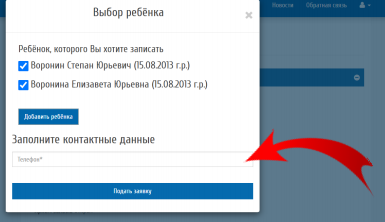 Новости
Обратная связь
Выбор ребёнка
×
Ребёнок, которого Вы хотите записать
Воронин Степан Юрьевич (15.08.2013 г.р.)
Воронина Елизавета Юрьевна (15.08.2013 г.р.)
Добавить ребёнка
Заполните контактные данные
Телефон*
Подать заявку